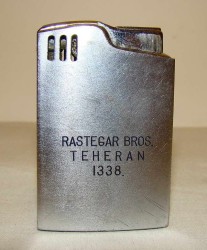 RASTEGAR BROS.
TEHERAN
1338.